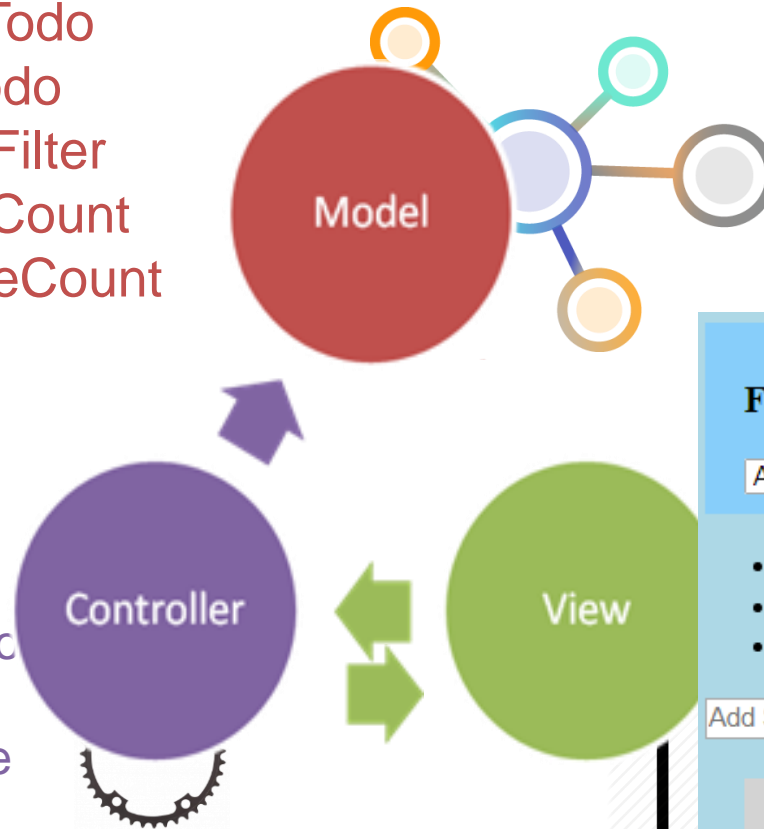 Todo
odo
Filter
Count
eCount
Model
Controller
View
e
F
A
Add